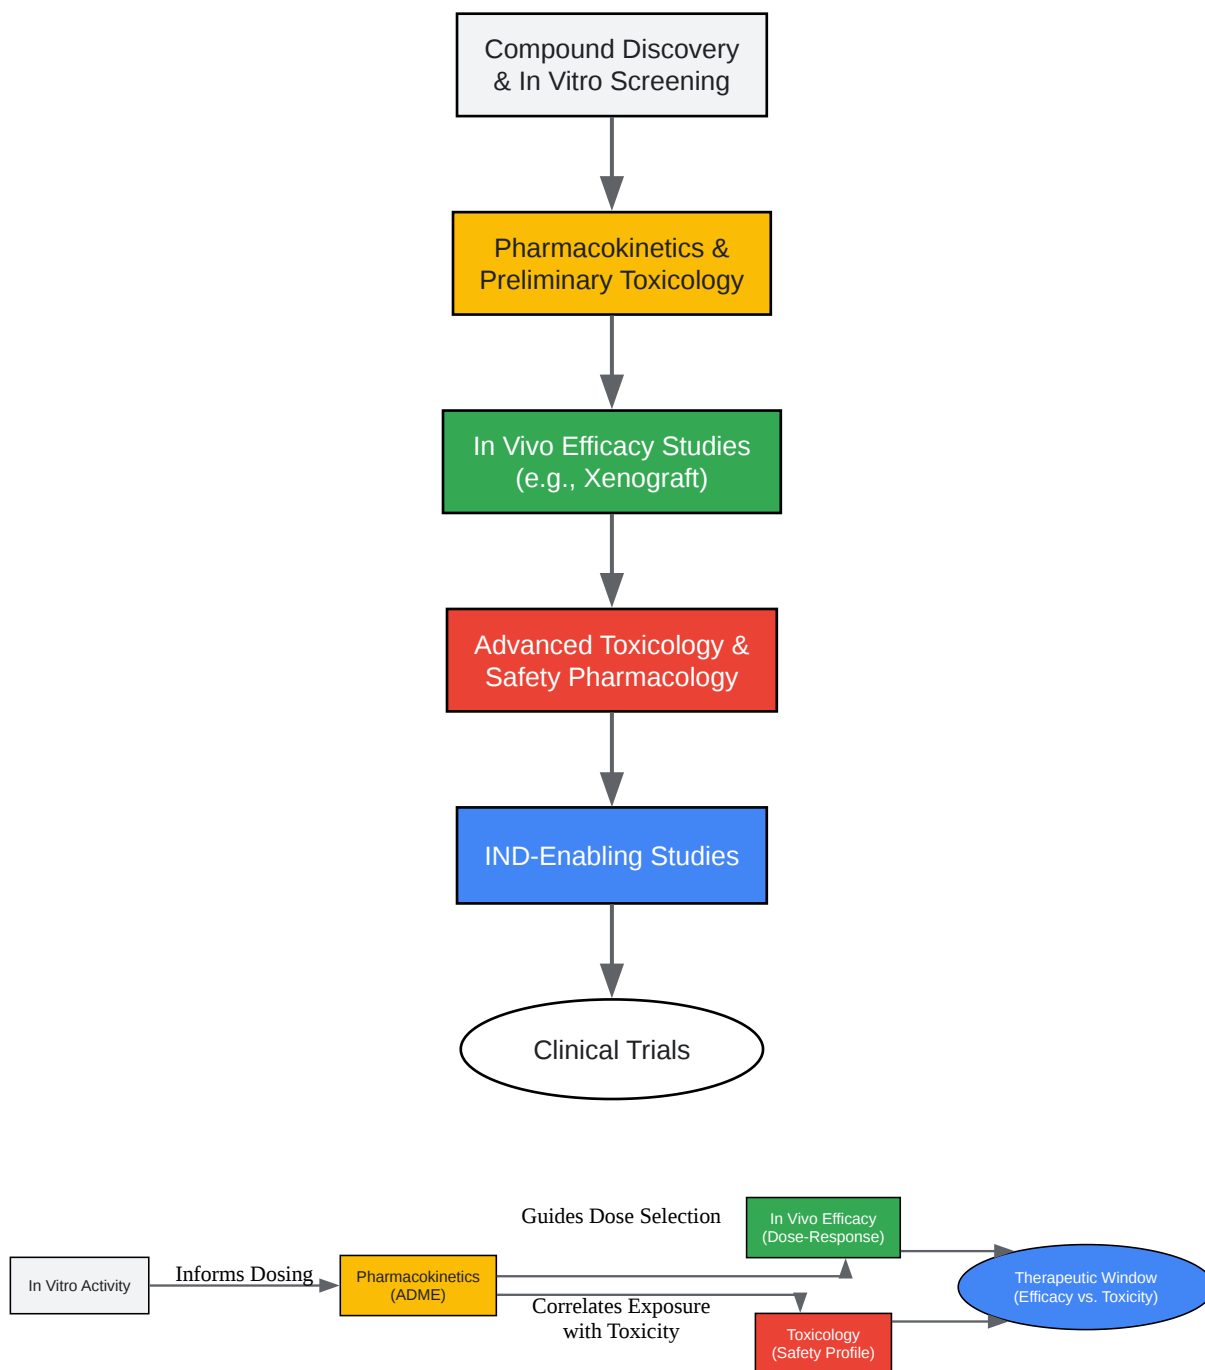 Compound Discovery
& In Vitro Screening
Pharmacokinetics &
Preliminary Toxicology
In Vivo Efficacy Studies
(e.g., Xenograft)
Advanced Toxicology &
Safety Pharmacology
IND-Enabling Studies
Clinical Trials
In Vitro Activity
Informs Dosing
Pharmacokinetics
(ADME)
Guides Dose Selection
Correlates Exposure
with Toxicity
In Vivo Efficacy
(Dose-Response)
Toxicology
(Safety Profile)
Therapeutic Window
(Efficacy vs. Toxicity)